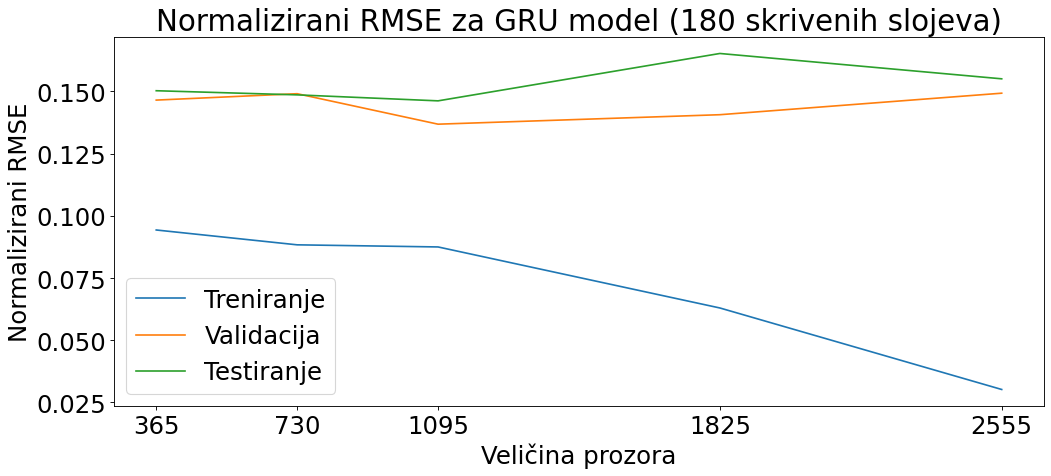 Normalizirani RMSE za GRU model (180 skrivenih slojeva)
Normalizirani RMSE
0.150
0.125
0.100
0.075
0.050
0.025
Treniranje
Validacija
Testiranje
365 730 1095 1825 2555
Veličina prozora